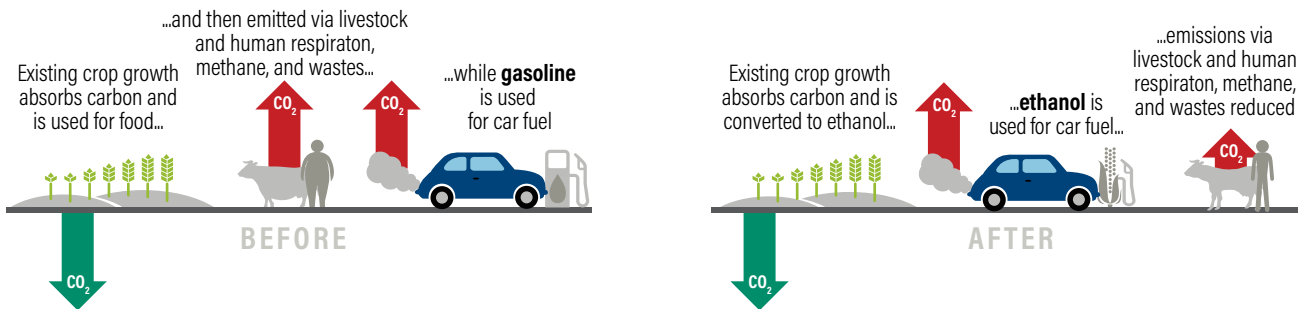 ...and then emitted via livestock
and human respiraton,
methane, and wastes...
Existing crop growth
absorbs carbon and
is used for food...
...while gasoline
is used
for car fuel
CO2
CO2
BEFORE
CO2
Existing crop growth
absorbs carbon and is
converted to ethanol...
CO2
...ethanol is
used for car fuel...
...emissions via
livestock and human
respiraton, methane,
and wastes reduced
CO2
AFTER
CO2